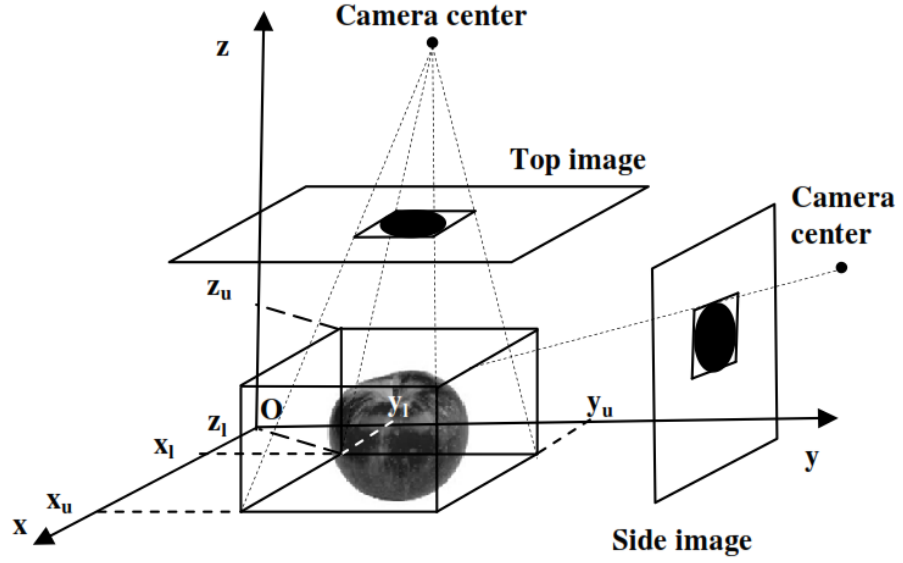 Camera center
z
Top image
Camera
center
z_u
O
y_l
y_u
z_l
x_l
y
x_u
x
Side image